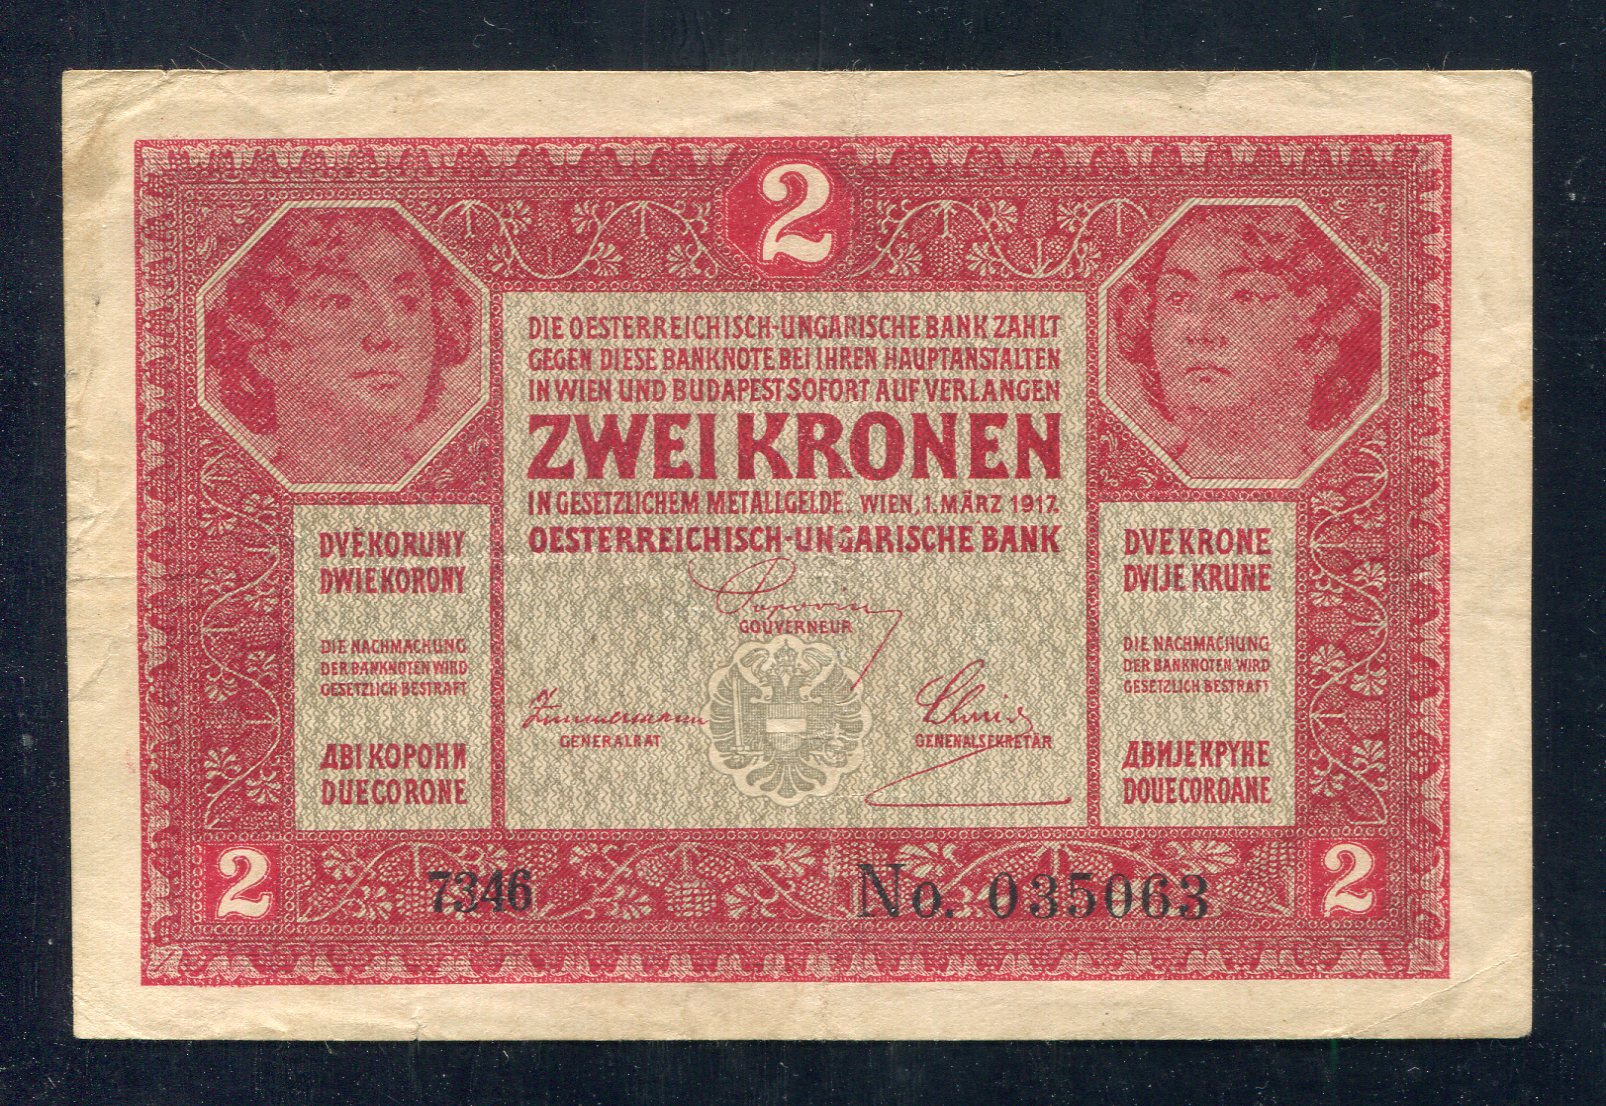 2
DIE OESTERREICHISCH-UNGARISCHE BANK ZAHLT
GEGEN DIESE BANKNOTE BEI IHREN HAUPTANSTALTEN
IN WIEN UND BUDAPEST SOFORT AUF VERLANGEN
ZWEI KRONEN
IN GESETZLICHEM METALLGELDE. WIEN, 1. MÄRZ 1917.
OESTERREICHISCH-UNGARISCHE BANK
DVĚ KORUNY
DWIE KORONY
DIE NACHMACHUNG
DER BANKNOTEN WIRD
GESETZLICH BESTRAFT
ДВІ КОРОНИ
DUE CORONE
Popovics
GOUVERNEUR
Zimmermann
GENERALRAT
Schmid
GENERALSEKRETÄR
DVE KRONE
DVIJE KRUNE
DIE NACHMACHUNG
DER BANKNOTEN WIRD
GESETZLICH BESTRAFT
ДВИЈЕ КРУНЕ
DOUE COROANE
2
7346
No. 035063
2